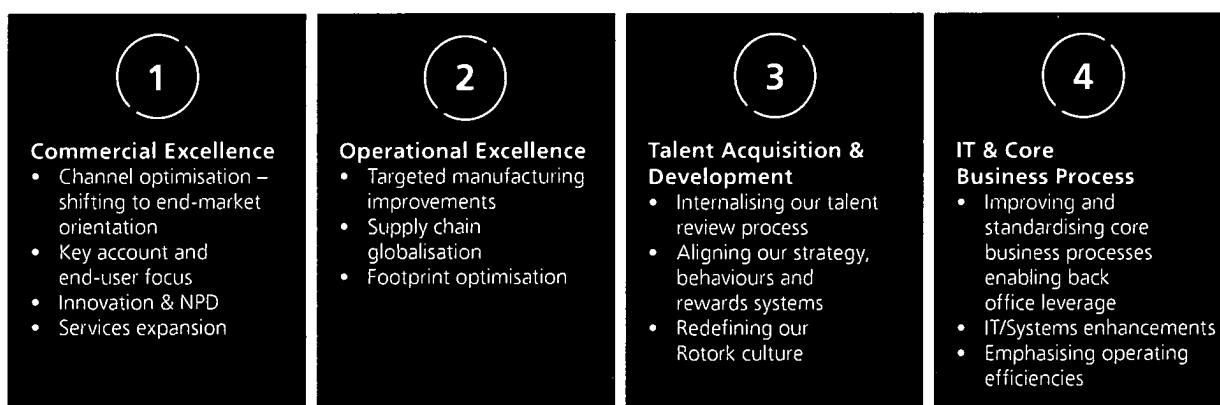 1
Commercial Excellence
• Channel optimisation –
shifting to end-market
orientation
• Key account and
end-user focus
• Innovation & NPD
• Services expansion
2
Operational Excellence
• Targeted manufacturing
improvements
• Supply chain
globalisation
• Footprint optimisation
3
Talent Acquisition &
Development
• Internalising our talent
review process
• Aligning our strategy,
behaviours and
rewards systems
• Redefining our
Rotork culture
4
IT & Core
Business Process
• Improving and
standardising core
business processes
enabling back
office leverage
• IT/Systems enhancements
• Emphasising operating
efficiencies